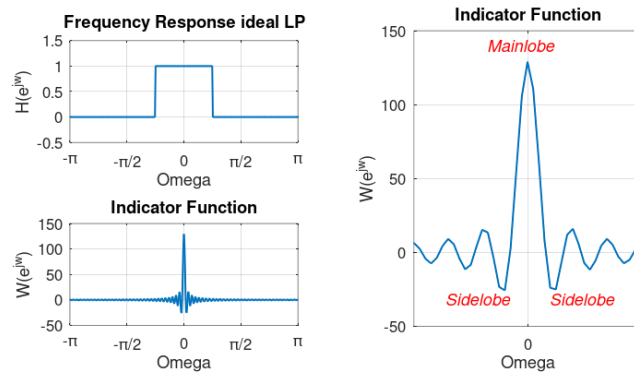 Frequency Response ideal LP
H(e^jw)
1.5
1
0.5
0
-0.5
-π
-π/2
0
π/2
π
Omega
Indicator Function
W(e^jw)
150
100
50
0
-50
-π
-π/2
0
π/2
π
Omega
Indicator Function
Mainlobe
W(e^jw)
150
100
50
0
-50
Sidelobe
Sidelobe
0
Omega